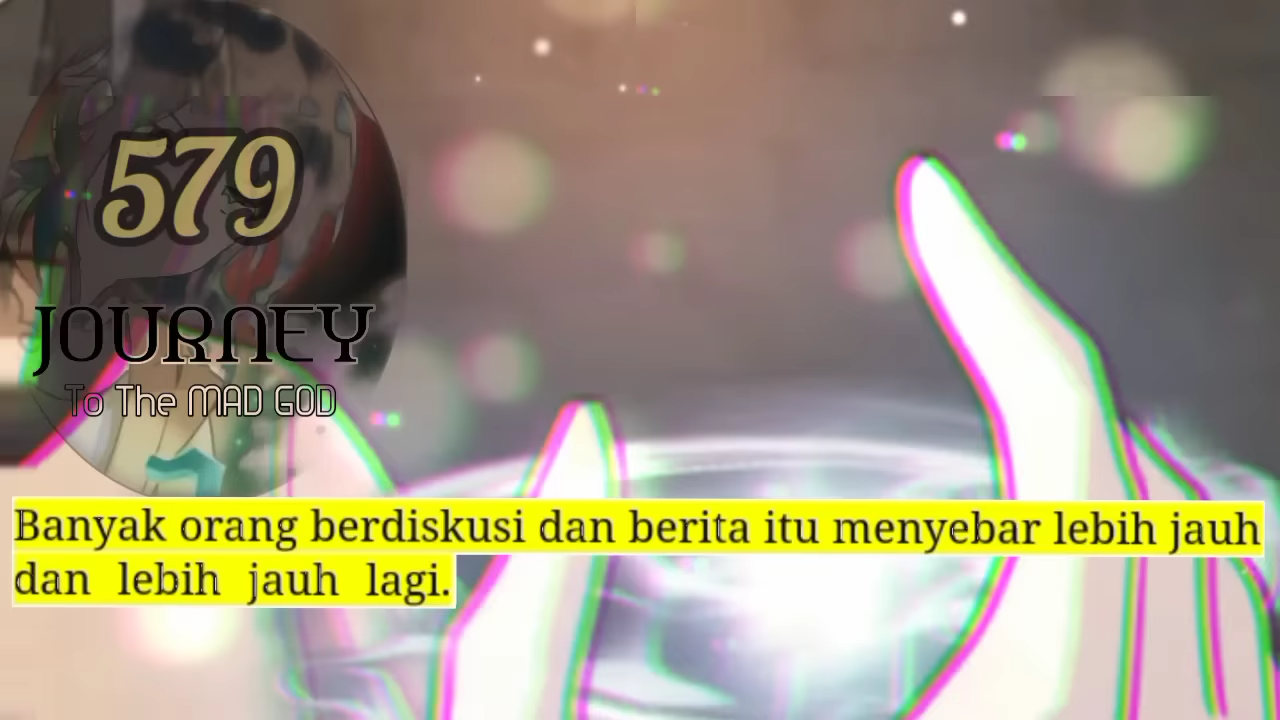 579
JOURNEY
To The MAD GOD
Banyak orang berdiskusi dan berita itu menyebar lebih jauh
dan lebih jauh lagi.